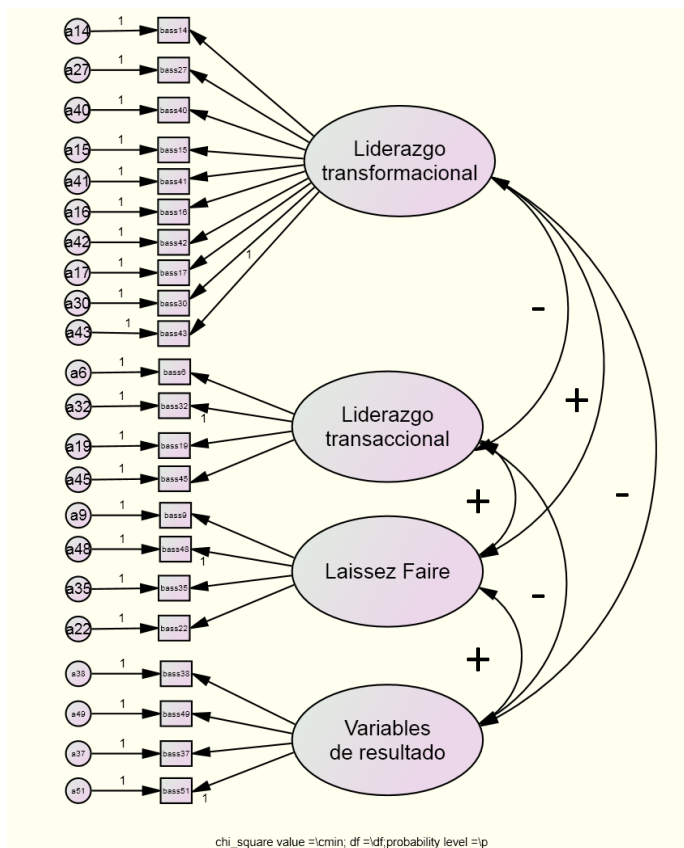 a14 1 bass14
a27 1 bass27
a40 1 bass40
a15 1 bass15
a41 1 bass41
a16 1 bass16
a42 1 bass42
a17 1 bass17
a30 1 bass30
a43 1 bass43
1
Liderazgo
transformacional
a6 1 bass6
a32 1 bass32
a19 1 bass19
a45 1 bass45
1
Liderazgo
transaccional
a9 1 bass9
a48 1 bass48
a35 1 bass35
a22 1 bass22
1
Laissez Faire
a38 1 bass38
a49 1 bass49
a37 1 bass37
a51 1 bass51
1
Variables
de resultado
-
+
-
+
-
+
chi_square value =\cmin; df =\df;probability level =\p